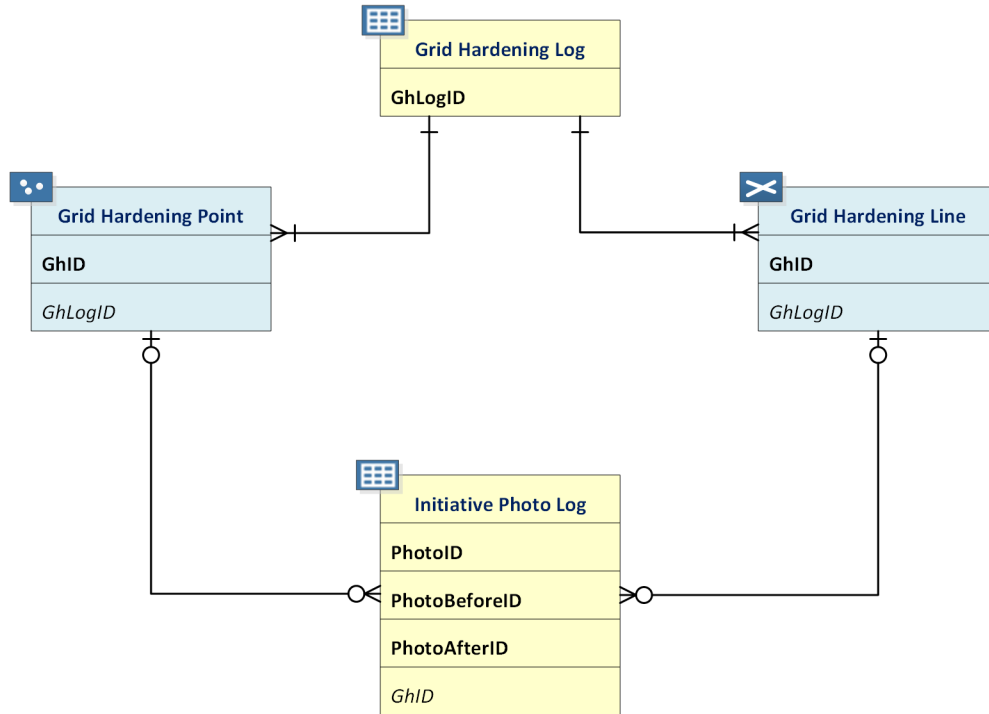 Grid Hardening Log
GhLogID
Grid Hardening Point
GhID
GhLogID
Grid Hardening Line
GhID
GhLogID
Initiative Photo Log
PhotoID
PhotoBeforeID
PhotoAfterID
GhID